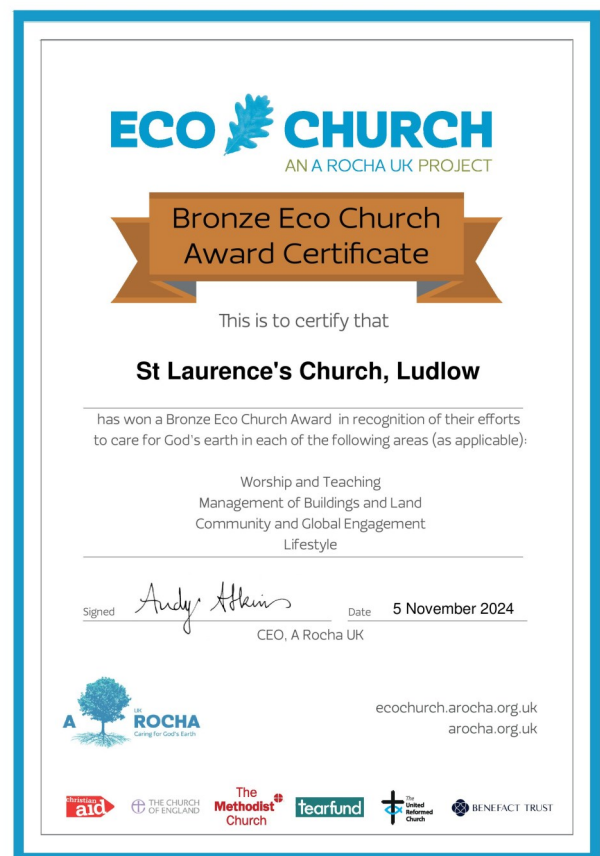 ECO CHURCH
AN A ROCHA UK PROJECT
Bronze Eco Church
Award Certificate
This is to certify that
St Laurence's Church, Ludlow
has won a Bronze Eco Church Award in recognition of their efforts
to care for God's earth in each of the following areas (as applicable):
Worship and Teaching
Management of Buildings and Land
Community and Global Engagement
Lifestyle
Signed Andy Atkins Date 5 November 2024
CEO, A Rocha UK
UK
A ROCHA
Caring for God's Earth
ecochurch.arocha.org.uk
arocha.org.uk
christian
aid
THE CHURCH
OF ENGLAND
The
Methodist
Church
tearfund
The
United
Reformed
Church
BENEFACT TRUST